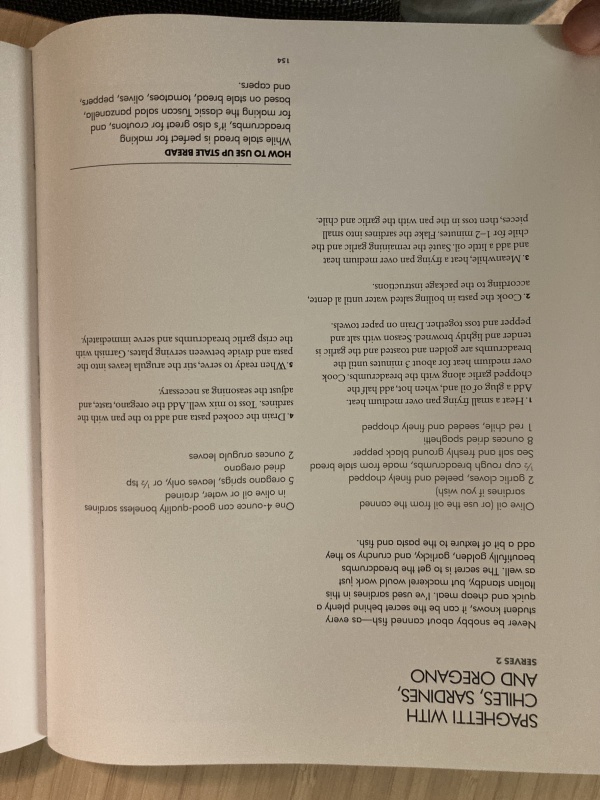 SPAGHETTI WITH
CHILES, SARDINES,
AND OREGANO
SERVES 2
Never be snobby about canned fish—as every
student knows, it can be the secret behind plenty a
quick and cheap meal. I've used sardines in this
Italian standby, but mackerel would work just
as well. The secret is to get the breadcrumbs
beautifully golden, garlicky, and crunchy so they
add a bit of texture to the pasta and fish.
Olive oil (or use the oil from the canned
sardines if you wish)
2 garlic cloves, peeled and finely chopped
½ cup rough breadcrumbs, made from stale bread
Sea salt and freshly ground black pepper
8 ounces dried spaghetti
1 red chile, seeded and finely chopped
One 4-ounce can good-quality boneless sardines
in olive oil or water, drained
5 oregano sprigs, leaves only, or ½ tsp
dried oregano
2 ounces arugula leaves
1. Heat a small frying pan over medium heat.
Add a glug of oil and, when hot, add half the
chopped garlic along with the breadcrumbs. Cook
over medium heat for about 3 minutes until the
breadcrumbs are golden and toasted and the garlic is
tender and lightly browned. Season with salt and
pepper and toss together. Drain on paper towels.
2. Cook the pasta in boiling salted water until al dente,
according to the package instructions.
3. Meanwhile, heat a frying pan over medium heat
and add a little oil. Sauté the remaining garlic and the
chile for 1–2 minutes. Flake the sardines into small
pieces, then toss in the pan with the garlic and chile.
4. Drain the cooked pasta and add to the pan with the
sardines. Toss to mix well. Add the oregano, taste, and
adjust the seasoning as necessary.
5. When ready to serve, stir the arugula leaves into the
pasta and divide between serving plates. Garnish with
the crisp garlic breadcrumbs and serve immediately.
HOW TO USE UP STALE BREAD
While stale bread is perfect for making
breadcrumbs, it's also great for croutons, and
for making the classic Tuscan salad panzanella,
based on stale bread, tomatoes, olives, peppers,
and capers.
154